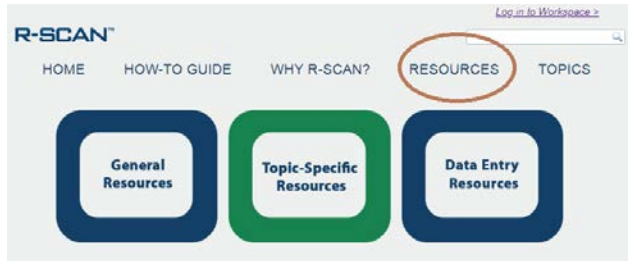 Log in to Workspace >
R-SCAN™
HOME HOW-TO GUIDE WHY R-SCAN? RESOURCES TOPICS
General
Resources
Topic-Specific
Resources
Data Entry
Resources